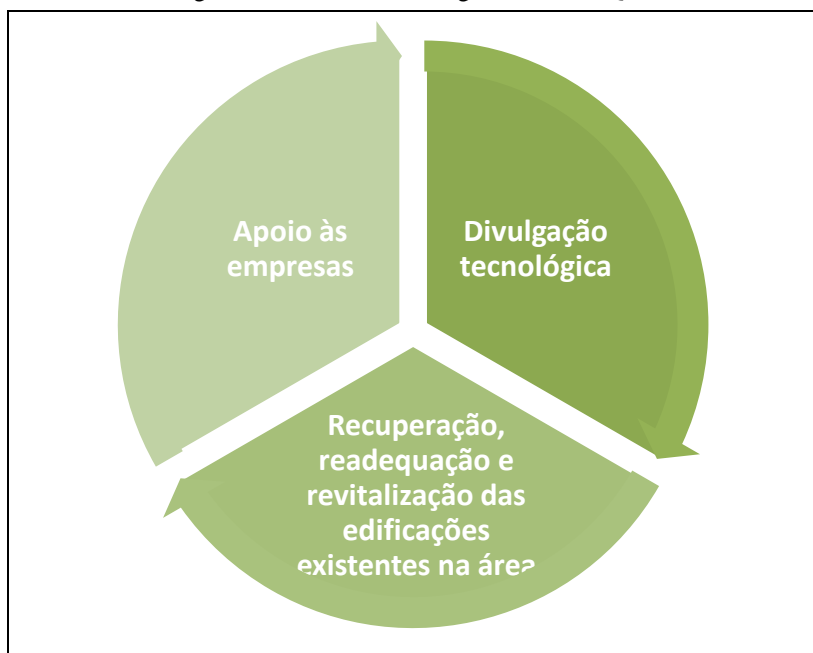 Apoio às
empresas
Divulgação
tecnológica
Recuperação,
readequação e
revitalização das
edificações
existentes na área